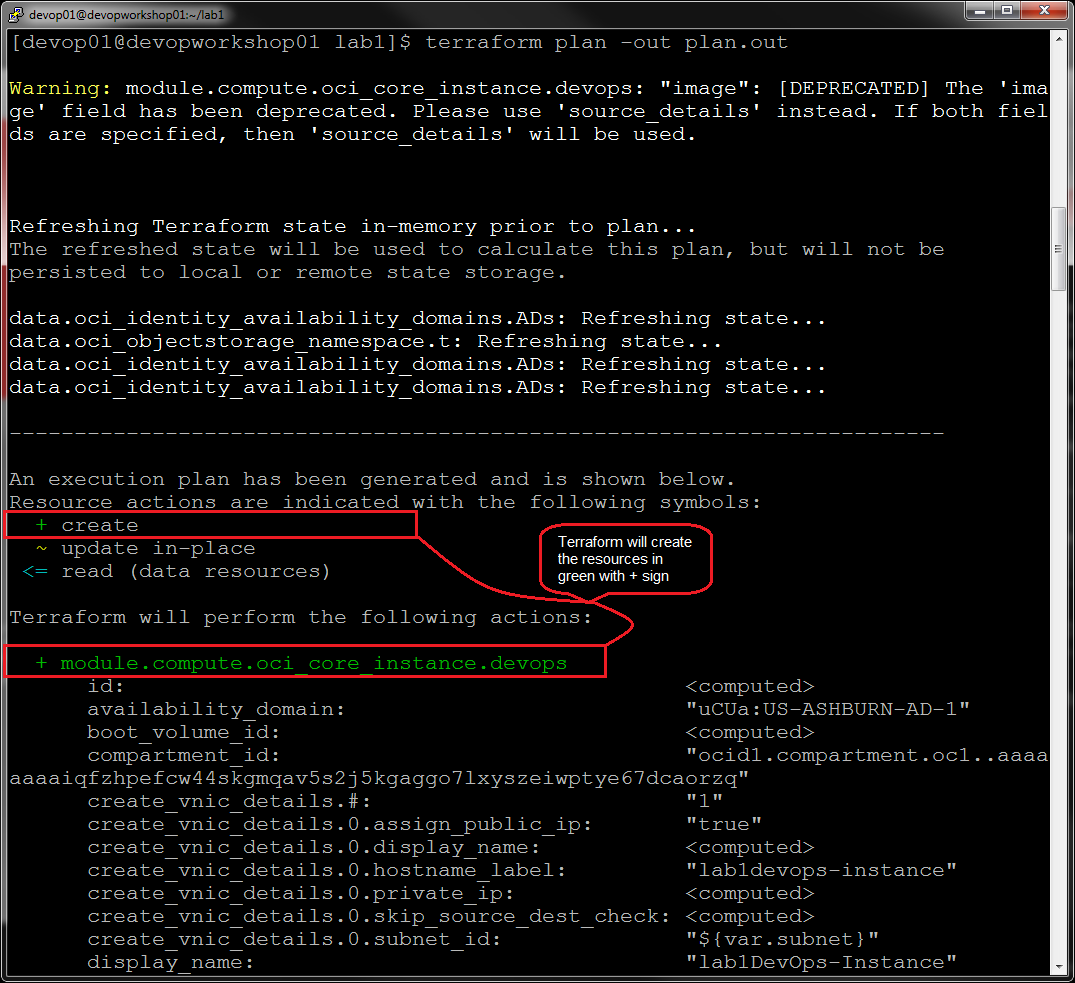 devop01@devopworkshop01:~/lab1
[devop01@devopworkshop01 lab1]$ terraform plan -out plan.out
Warning: module.compute.oci_core_instance.devops: "image": [DEPRECATED] The 'ima
ge' field has been deprecated. Please use 'source_details' instead. If both fiel
ds are specified, then 'source_details' will be used.
Refreshing Terraform state in-memory prior to plan...
The refreshed state will be used to calculate this plan, but will not be
persisted to local or remote state storage.
data.oci_identity_availability_domains.ADs: Refreshing state...
data.oci_objectstorage_namespace.t: Refreshing state...
data.oci_identity_availability_domains.ADs: Refreshing state...
data.oci_identity_availability_domains.ADs: Refreshing state...
------------------------------------------------------------------------
An execution plan has been generated and is shown below.
Resource actions are indicated with the following symbols:
+ create
~ update in-place
<= read (data resources)
Terraform will create
the resources in
green with + sign
Terraform will perform the following actions:
+ module.compute.oci_core_instance.devops
id: <computed>
availability_domain: "uCUa:US-ASHBURN-AD-1"
boot_volume_id: <computed>
compartment_id: "ocid1.compartment.oc1..aaaa
aaaaiqfzhpefcw44skgmqav5s2j5kgaggo7lxyszeiwptye67dcaorzq"
create_vnic_details.#: "1"
create_vnic_details.0.assign_public_ip: "true"
create_vnic_details.0.display_name: <computed>
create_vnic_details.0.hostname_label: "lab1devops-instance"
create_vnic_details.0.private_ip: <computed>
create_vnic_details.0.skip_source_dest_check: <computed>
create_vnic_details.0.subnet_id: "${var.subnet}"
display_name: "lab1DevOps-Instance"